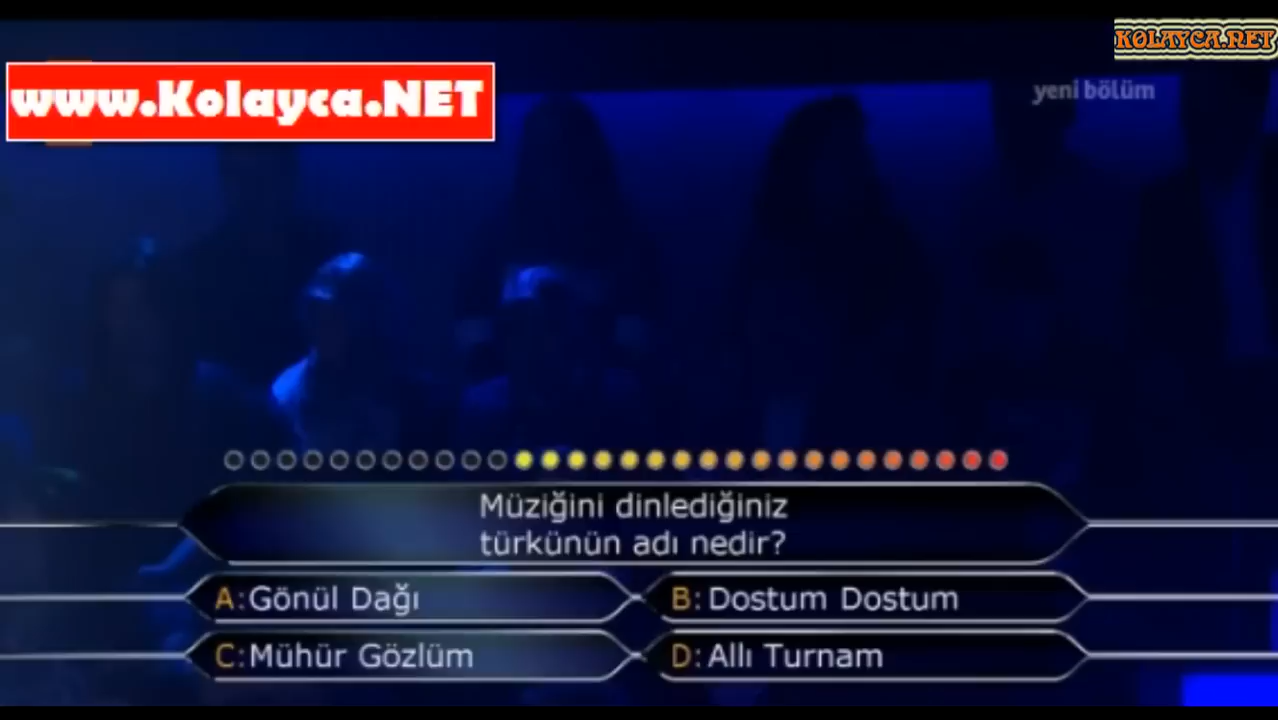 KOLAYCA.NET
www.Kolayca.NET
yeni bölüm
Müziğini dinlediğiniz
türkünün adı nedir?
A:Gönül Dağı
B:Dostum Dostum
C:Mühür Gözlüm
D:Allı Turnam